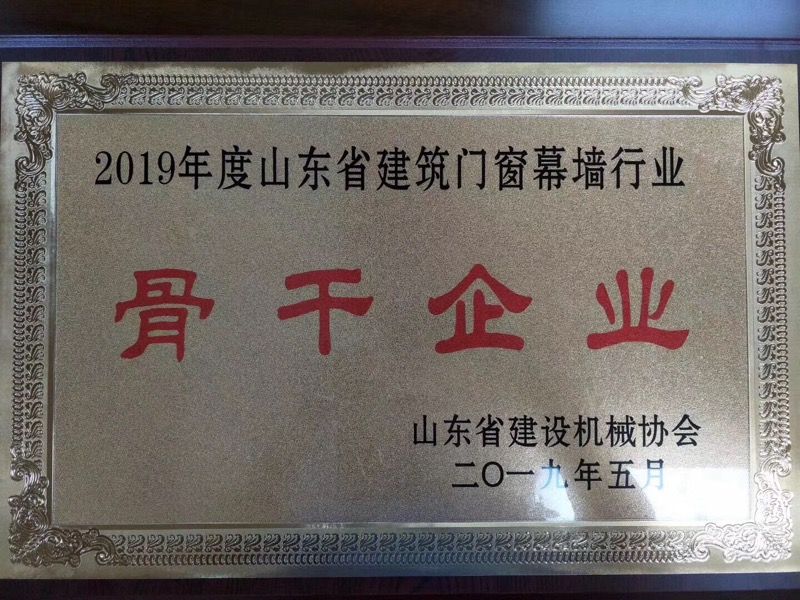 2019年度山东省建筑门窗幕墙行业
骨干企业
山东省建设机械协会
二〇一九年五月